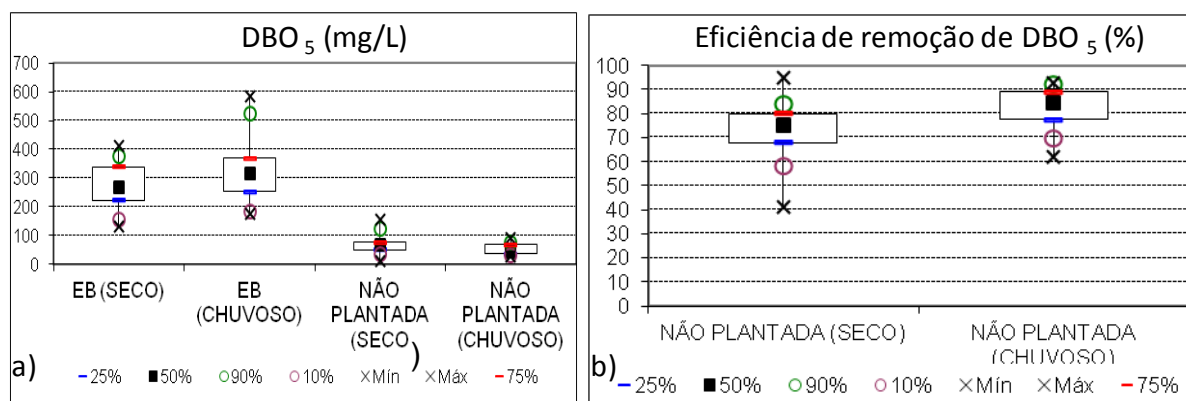 DBO 5 (mg/L)
700
600
500
400
300
200
100
0
EB (SECO)
EB
(CHUVOSO)
NÃO
PLANTADA
(SECO )
NÃO
PLANTADA
(CHUVOSO)
a)
25% 50% 90% 10% Mín Máx 75%
Eficiência de remoção de DBO 5 (%)
100
90
80
70
60
50
40
30
20
10
0
NÃO PLANTADA (SECO)
NÃO PLANTADA
(CHUVOSO)
b)
25% 50% 90% 10% Mín Máx 75%